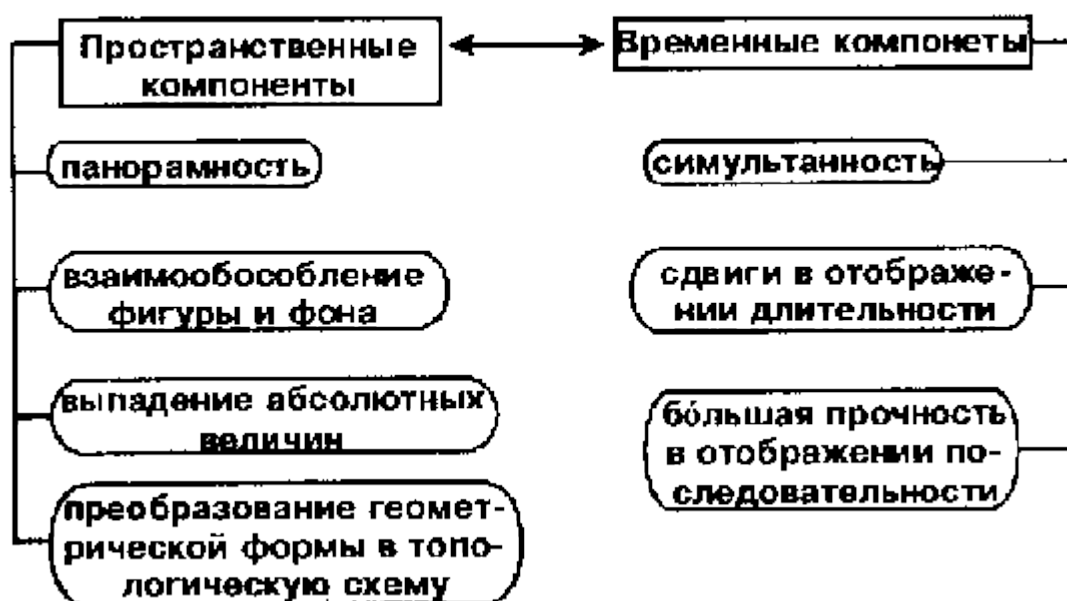 Пространственные
компоненты
Временные компонеты
панорамность
симультанность
взаимообособление
фигуры и фона
сдвиги в отображе-
нии длительности
выпадение абсолютных
величин
бóльшая прочность
в отображении по-
следовательности
преобразование геомет-
рической формы в топо-
логическую схему